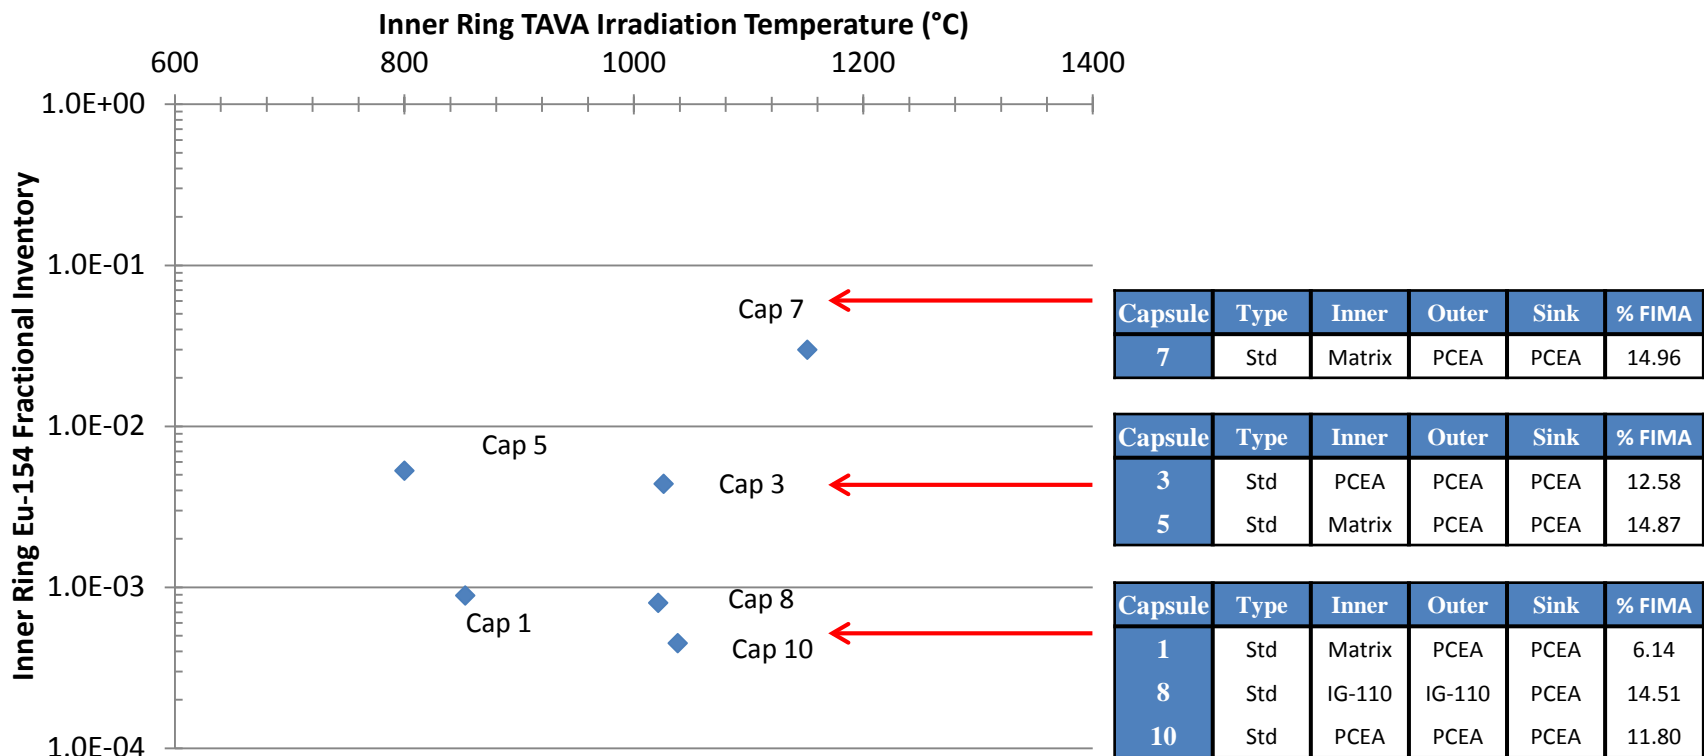 Inner Ring TAVA Irradiation Temperature (°C)
600 800 1000 1200 1400
Inner Ring Eu-154 Fractional Inventory
1.0E+00
1.0E-01
1.0E-02
1.0E-03
1.0E-04
Cap 7
Cap 5
Cap 3
Cap 8
Cap 1
Cap 10
Capsule Type Inner Outer Sink % FIMA
7 Std Matrix PCEA PCEA 14.96
Capsule Type Inner Outer Sink % FIMA
3 Std PCEA PCEA PCEA 12.58
5 Std Matrix PCEA PCEA 14.87
Capsule Type Inner Outer Sink % FIMA
1 Std Matrix PCEA PCEA 6.14
8 Std IG-110 IG-110 PCEA 14.51
10 Std PCEA PCEA PCEA 11.80